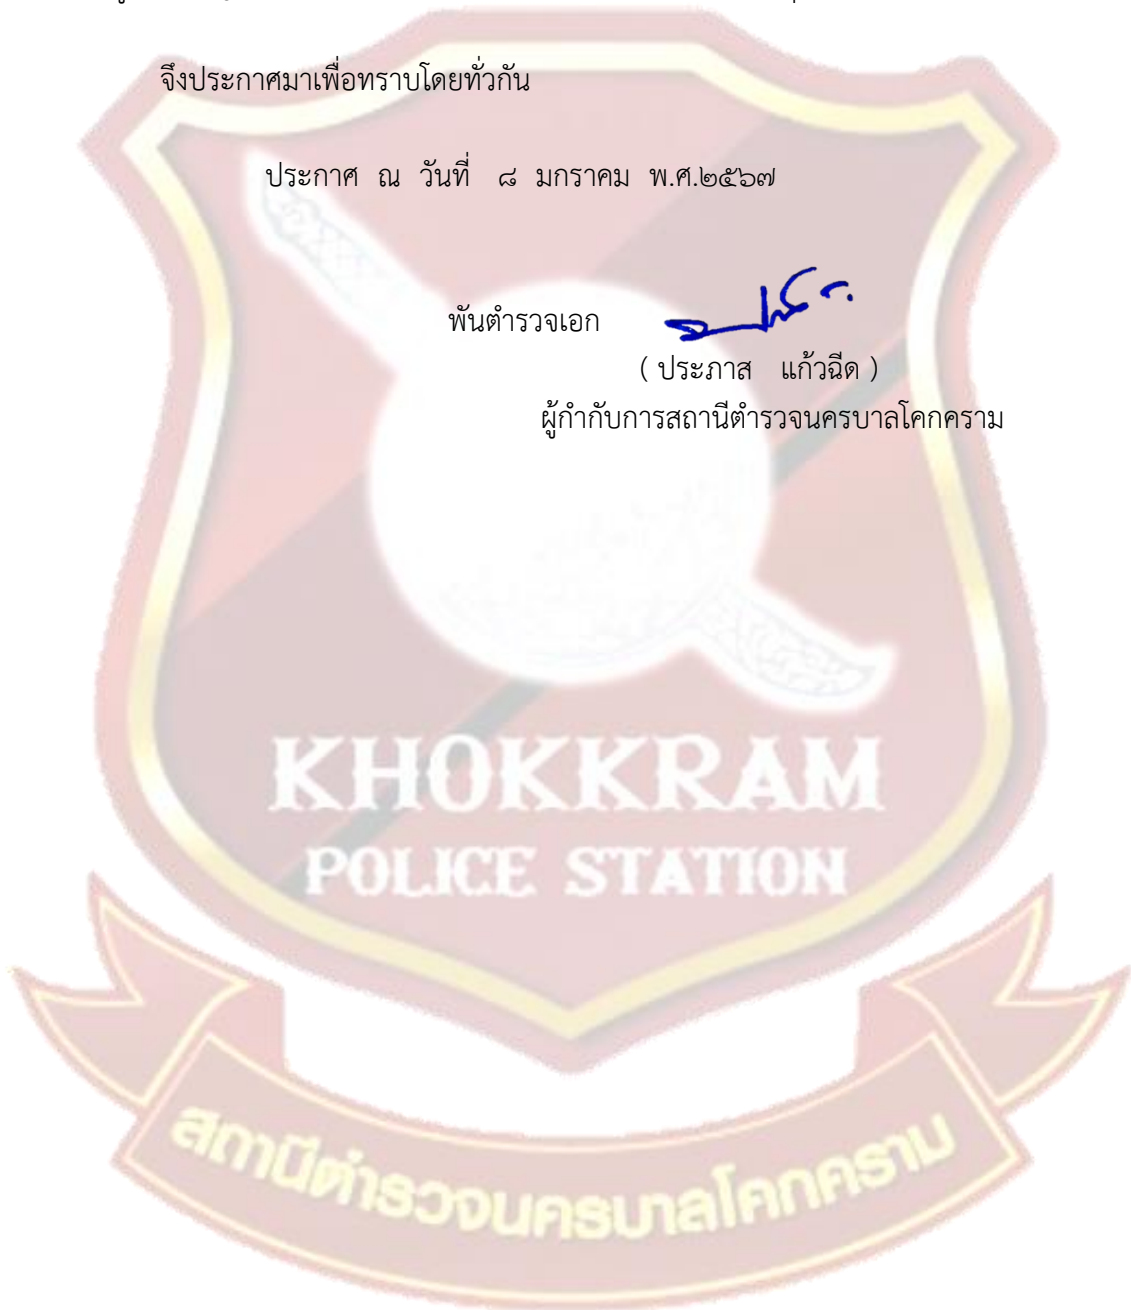 จึงประกาศมาเพื่อทราบโดยทั่วกัน
ประกาศ ณ วันที่ ๘ มกราคม พ.ศ.๒๕๖๗
พันตำรวจเอก
( ประภาส แก้วฉีด )
ผู้กำกับการสถานีตำรวจนครบาลโคกคราม
KHOKKRAM
POLICE STATION
สถานีตำรวจนครบาลโคกคราม